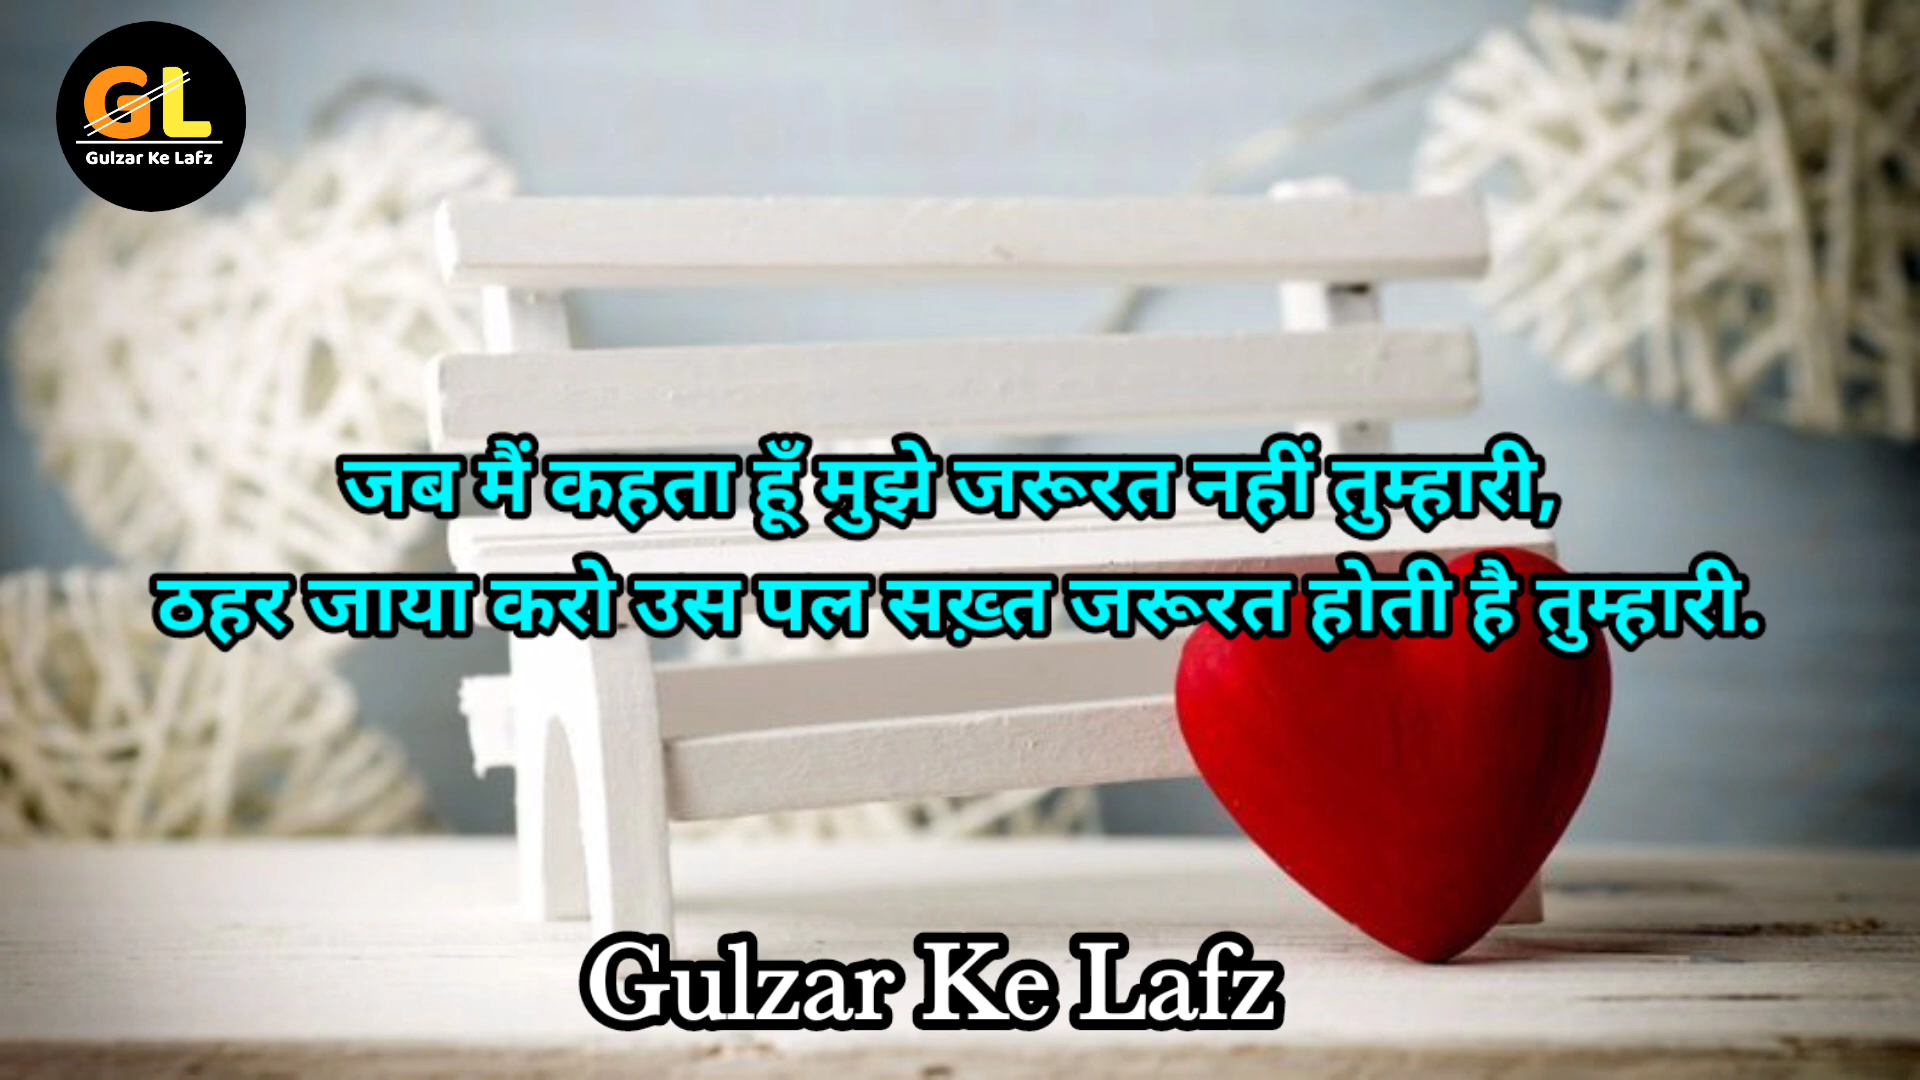 GL
Gulzar Ke Lafz
जब मैं कहता हूँ मुझे जरूरत नहीं तुम्हारी,
ठहर जाया करो उस पल सख़्त जरूरत होती है तुम्हारी.
Gulzar Ke Lafz